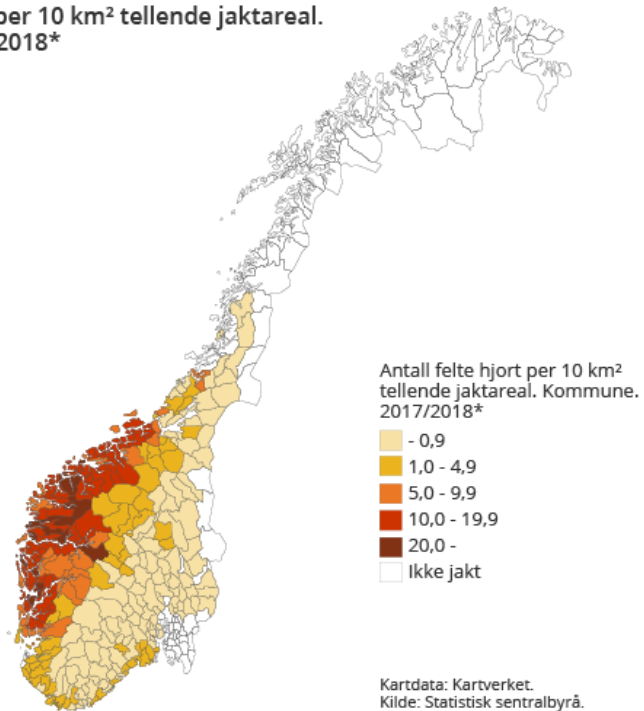 per 10 km² tellende jaktareal.
2018*
Antall felte hjort per 10 km²
tellende jaktareal. Kommune.
2017/2018*
- 0,9
1,0 - 4,9
5,0 - 9,9
10,0 - 19,9
20,0 -
Ikke jakt
Kartdata: Kartverket.
Kilde: Statistisk sentralbyrå.